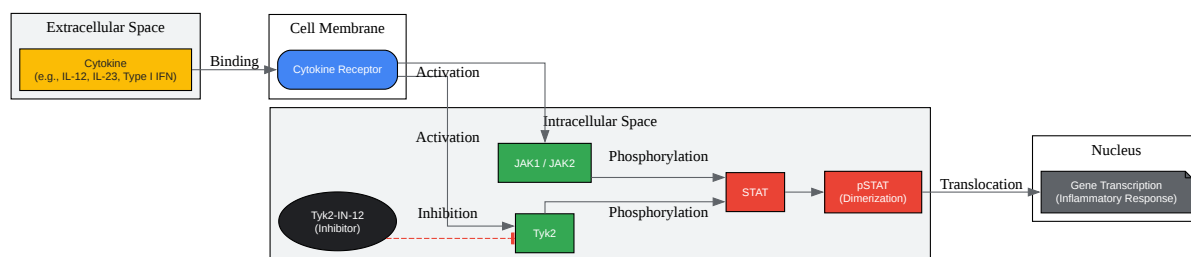 Extracellular Space
Cytokine
(e.g., IL-12, IL-23, Type I IFN)
Binding
Cell Membrane
Cytokine Receptor
Activation
Intracellular Space
Activation
JAK1 / JAK2
Phosphorylation
Tyk2-IN-12
(Inhibitor)
Inhibition
Tyk2
Phosphorylation
STAT
pSTAT
(Dimerization)
Translocation
Nucleus
Gene Transcription
(Inflammatory Response)